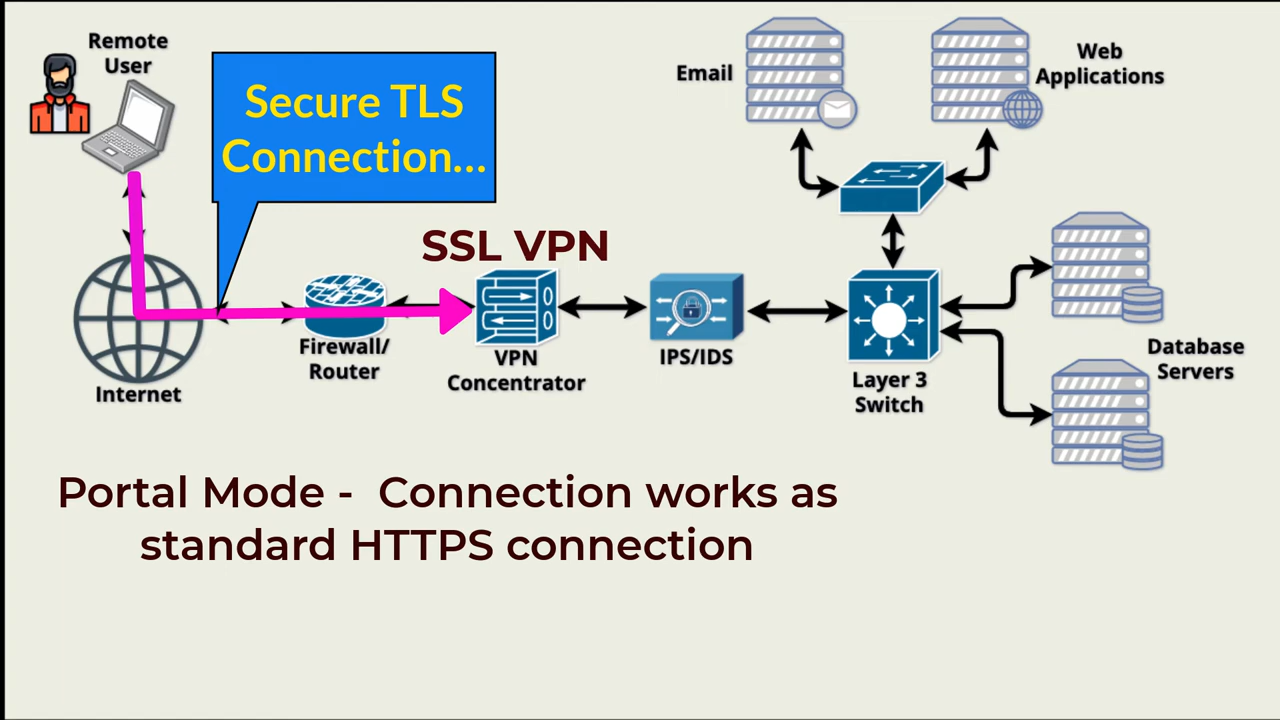 Remote
User
Secure TLS
Connection...
Email
Web
Applications
SSL VPN
Internet
Firewall/
Router
VPN
Concentrator
IPS/IDS
Layer 3
Switch
Database
Servers
Portal Mode - Connection works as
standard HTTPS connection